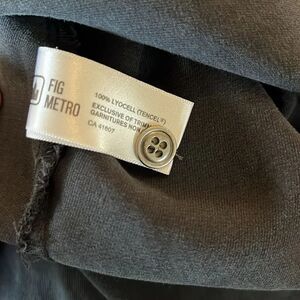 FIG
METRO
100% LYOCELL (TENCEL®)
EXCLUSIVE OF TRIM
GARNITURES NON
CA 41607